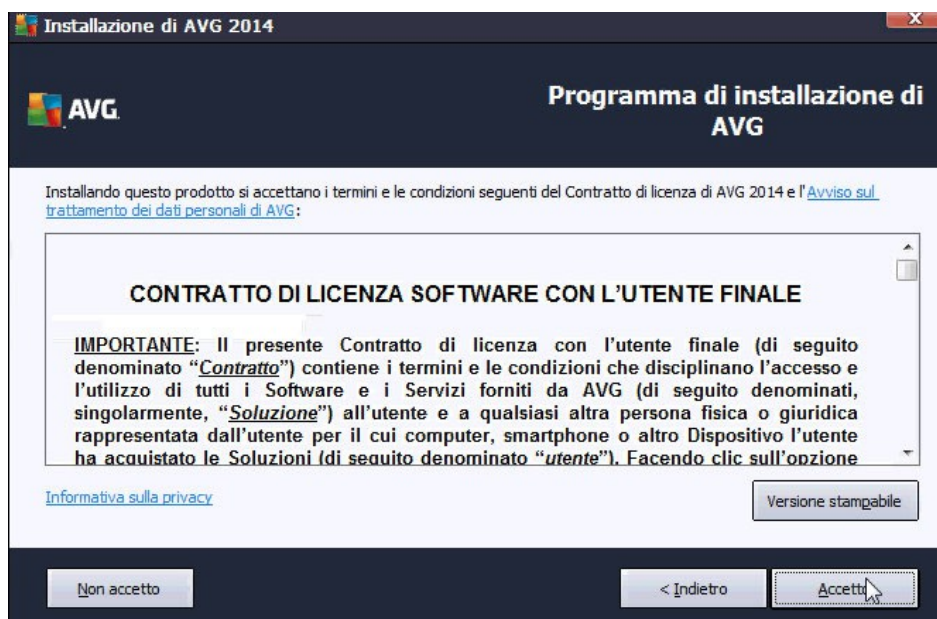 Installazione di AVG 2014
AVG.
Programma di installazione di
AVG
Installando questo prodotto si accettano i termini e le condizioni seguenti del Contratto di licenza di AVG 2014 e l'Avviso sul
trattamento dei dati personali di AVG:
CONTRATTO DI LICENZA SOFTWARE CON L'UTENTE FINALE
IMPORTANTE: Il presente Contratto di licenza con l'utente finale (di seguito
denominato “Contratto”) contiene i termini e le condizioni che disciplinano l'accesso e
l'utilizzo di tutti i Software e i Servizi forniti da AVG (di seguito denominati,
singolarmente, “Soluzione”) all'utente e a qualsiasi altra persona fisica o giuridica
rappresentata dall'utente per il cui computer, smartphone o altro Dispositivo l'utente
ha acquistato le Soluzioni (di seguito denominato “utente”). Facendo clic sull'opzione
Informativa sulla privacy
Versione stampabile
Non accetto
< Indietro
Accetto